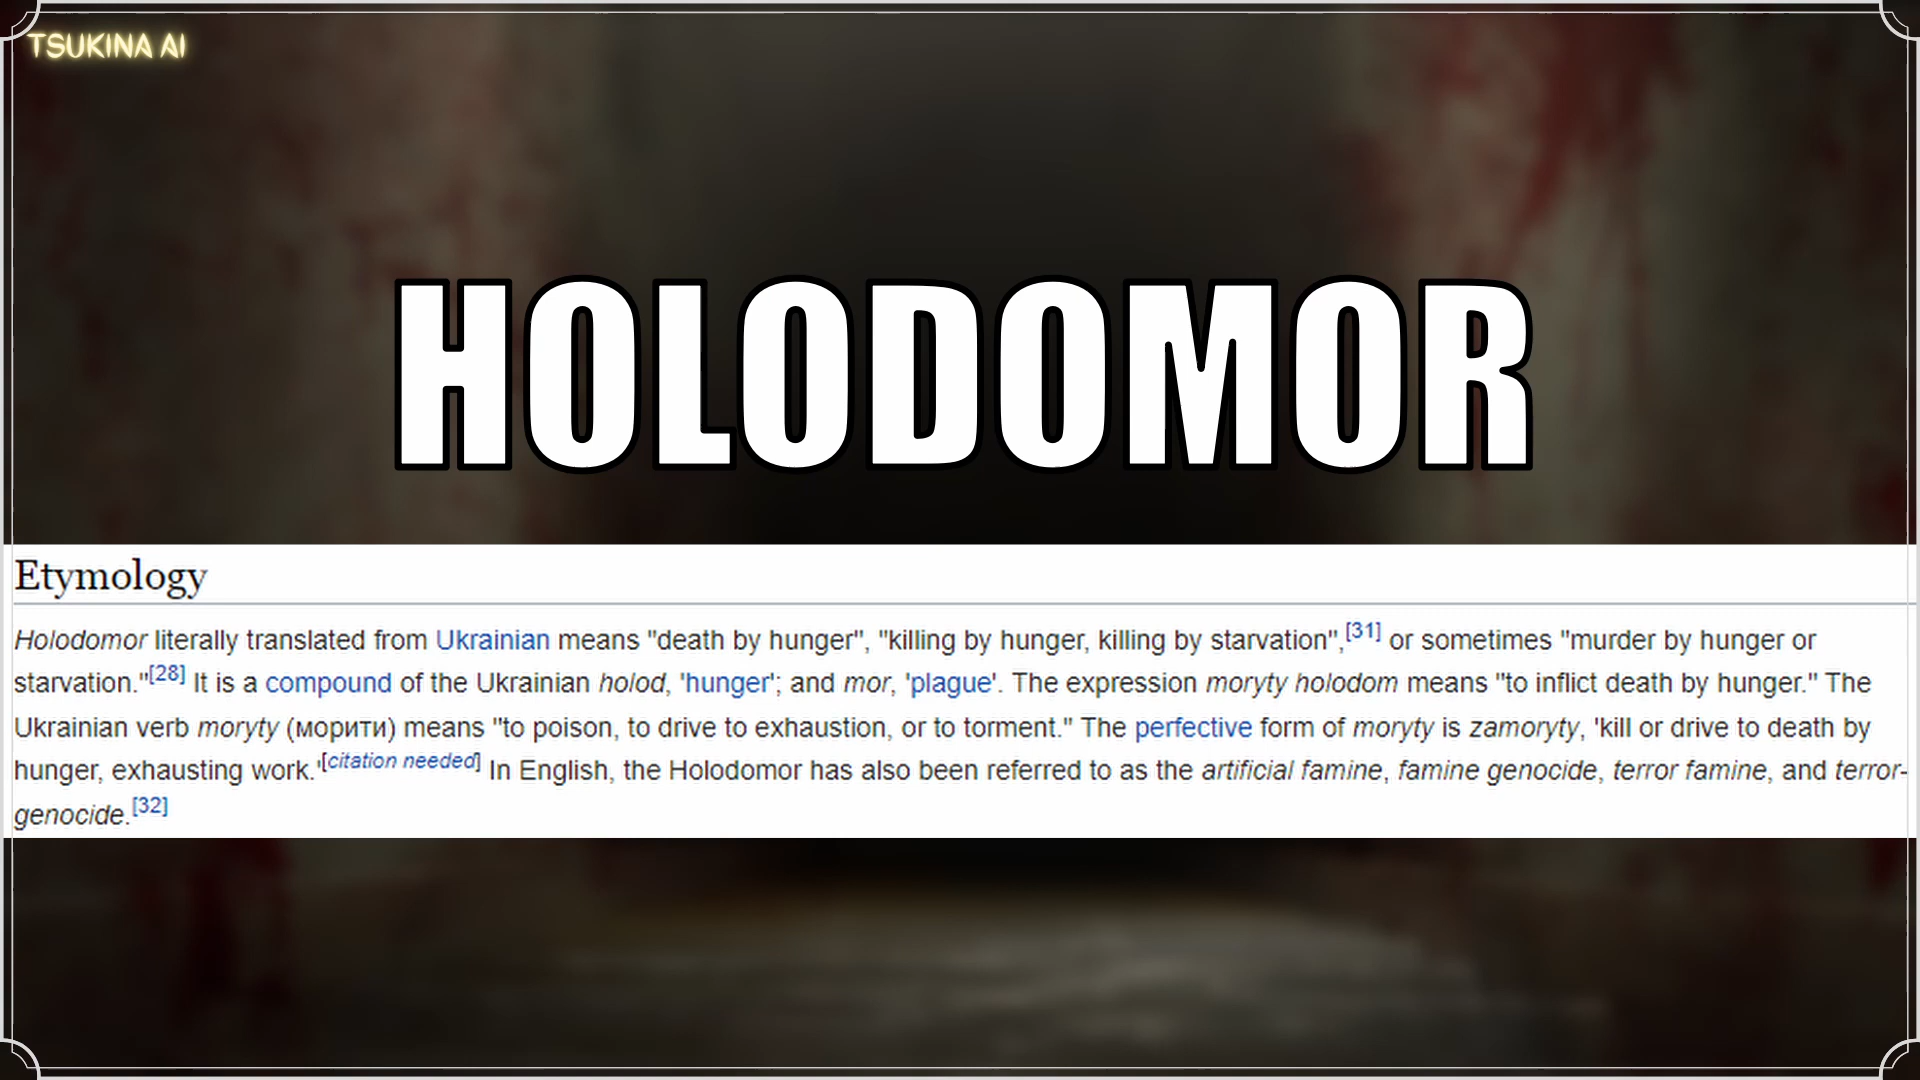 TSUKINA AI
HOLODOMOR
Etymology
Holodomor literally translated from Ukrainian means "death by hunger", "killing by hunger, killing by starvation",[31] or sometimes "murder by hunger or
starvation."[28] It is a compound of the Ukrainian holod, 'hunger'; and mor, 'plague'. The expression moryty holodom means "to inflict death by hunger." The
Ukrainian verb moryty (морити) means "to poison, to drive to exhaustion, or to torment." The perfective form of moryty is zamoryty, 'kill or drive to death by
hunger, exhausting work.'[citation needed] In English, the Holodomor has also been referred to as the artificial famine, famine genocide, terror famine, and terror-
genocide.[32]